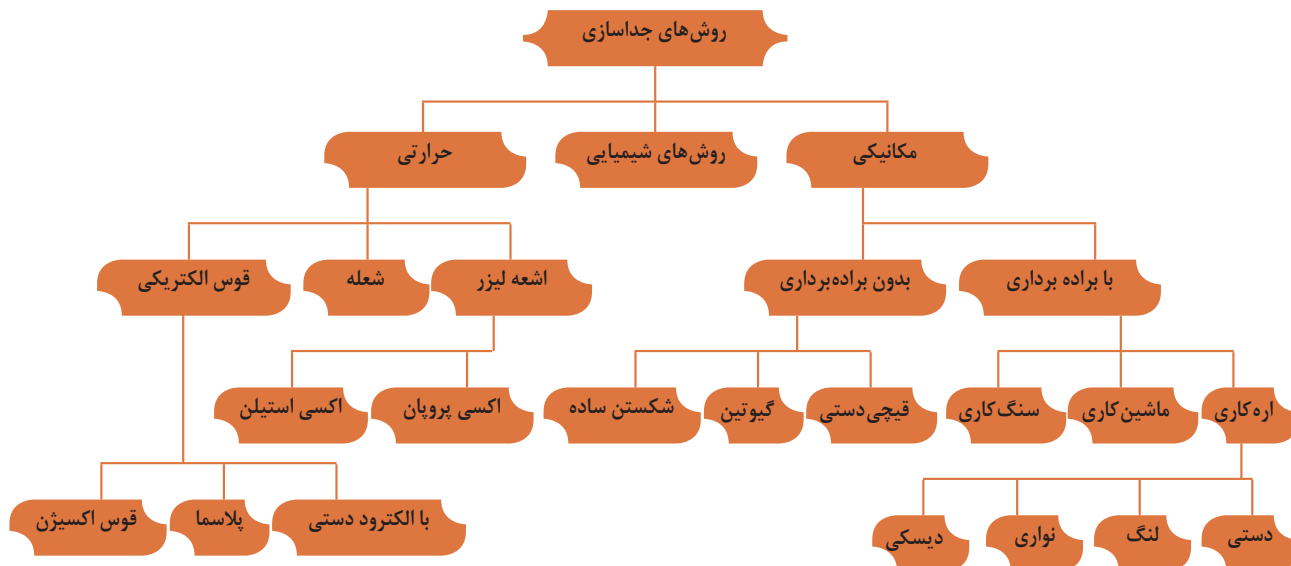 روش‌های جداسازی
مکانیکی
روش‌های شیمیایی
حرارتی
با براده برداری
بدون براده‌برداری
اشعه لیزر
شعله
قوس الکتریکی
اره‌کاری
ماشین‌کاری
سنگ‌کاری
قیچی‌دستی
گیوتین
شکستن ساده
اکسی پروپان
اکسی استیلن
دستی
لنگ
نواری
دیسکی
با الکترود دستی
پلاسما
قوس اکسیژن